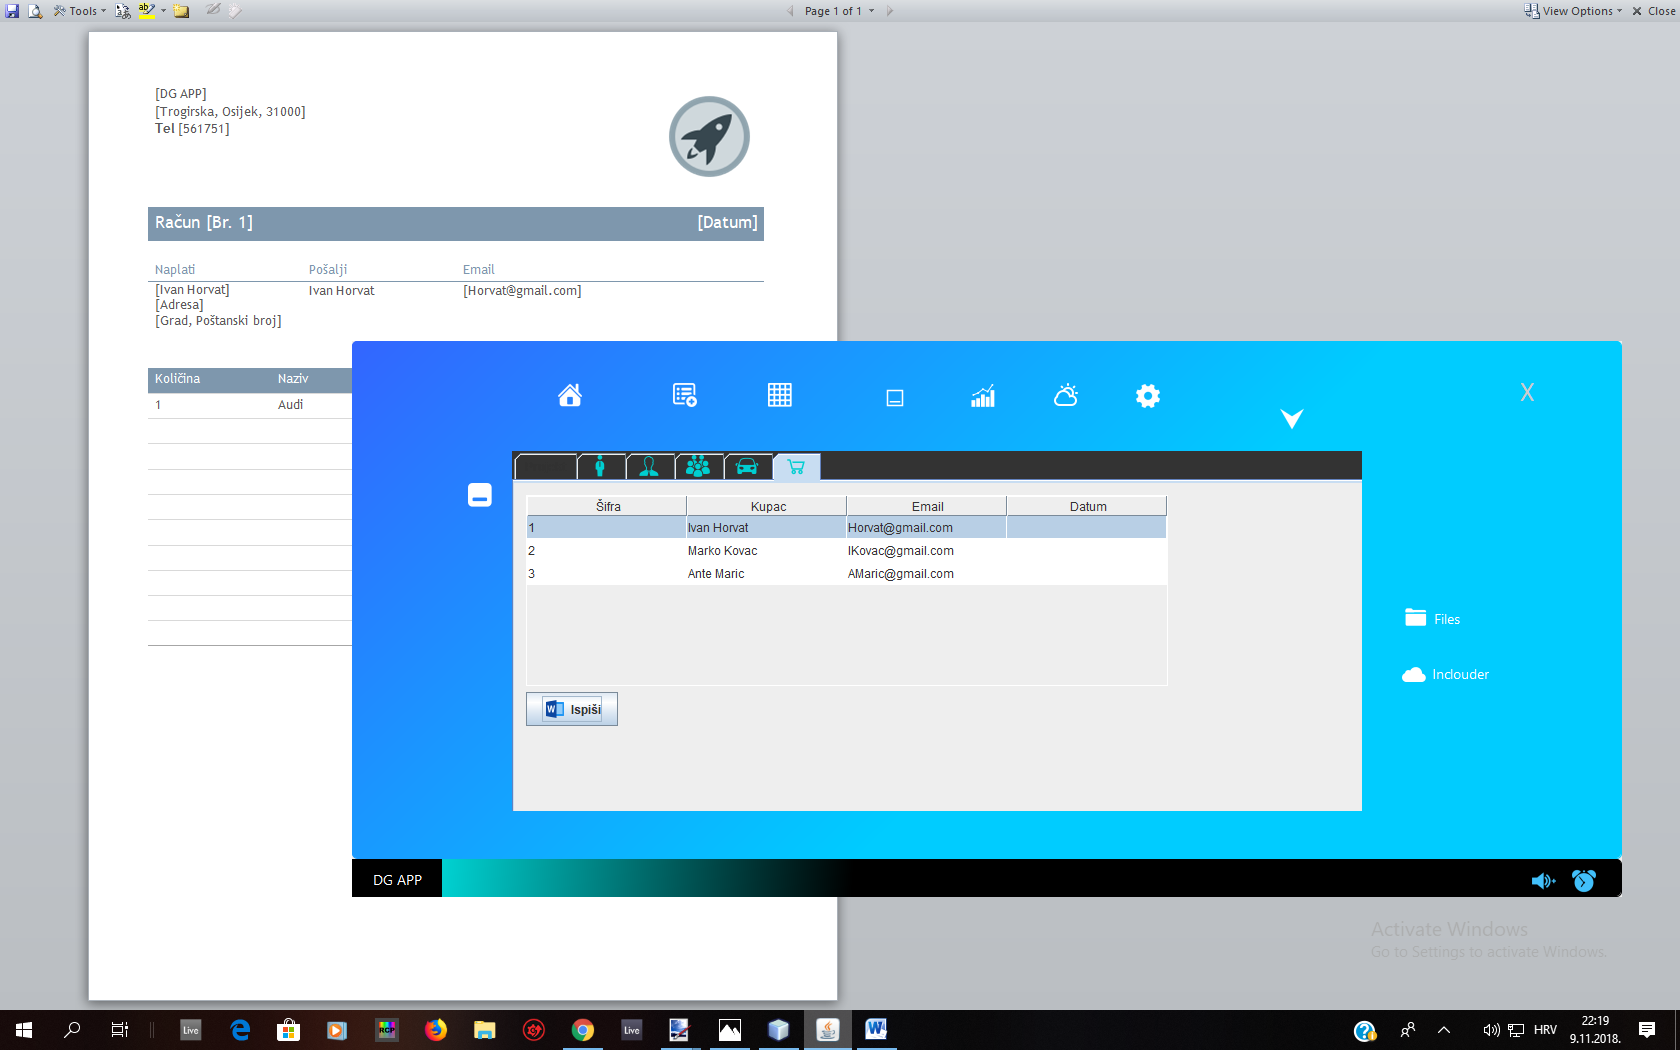 Tools
Page 1 of 1
View Options
Close
[DG APP]
[Trogirska, Osijek, 31000]
Tel [561751]
Račun [Br. 1]
[Datum]
Naplati
Pošalji
Email
[Ivan Horvat]
Ivan Horvat
[Horvat@gmail.com]
[Adresa]
[Grad, Poštanski broj]
Količina
Naziv
1
Audi
X
Šifra
Kupac
Email
Datum
1
Ivan Horvat
Horvat@gmail.com
2
Marko Kovac
IKovac@gmail.com
3
Ante Maric
AMaric@gmail.com
Ispiši
Files
Inclouder
DG APP
Activate Windows
Go to Settings to activate Windows.
Live
RCP
Live
HRV
22:19
9.11.2018.